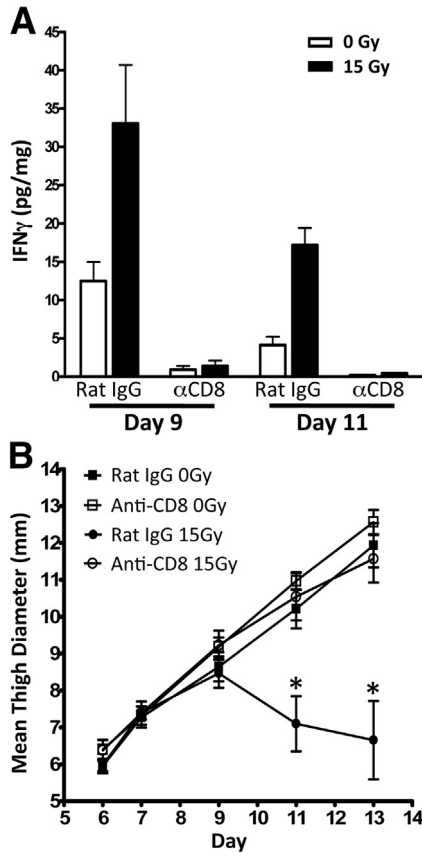 A
0 Gy
15 Gy
IFNγ (pg/mg)
45
40
35
30
25
20
15
10
5
0
Rat IgG αCD8 Rat IgG αCD8
Day 9 Day 11
B
Rat IgG 0Gy
Anti-CD8 0Gy
Rat IgG 15Gy
Anti-CD8 15Gy
Mean Thigh Diameter (mm)
14
13
12
11
10
9
8
7
6
5
* *
5 6 7 8 9 10 11 12 13 14
Day